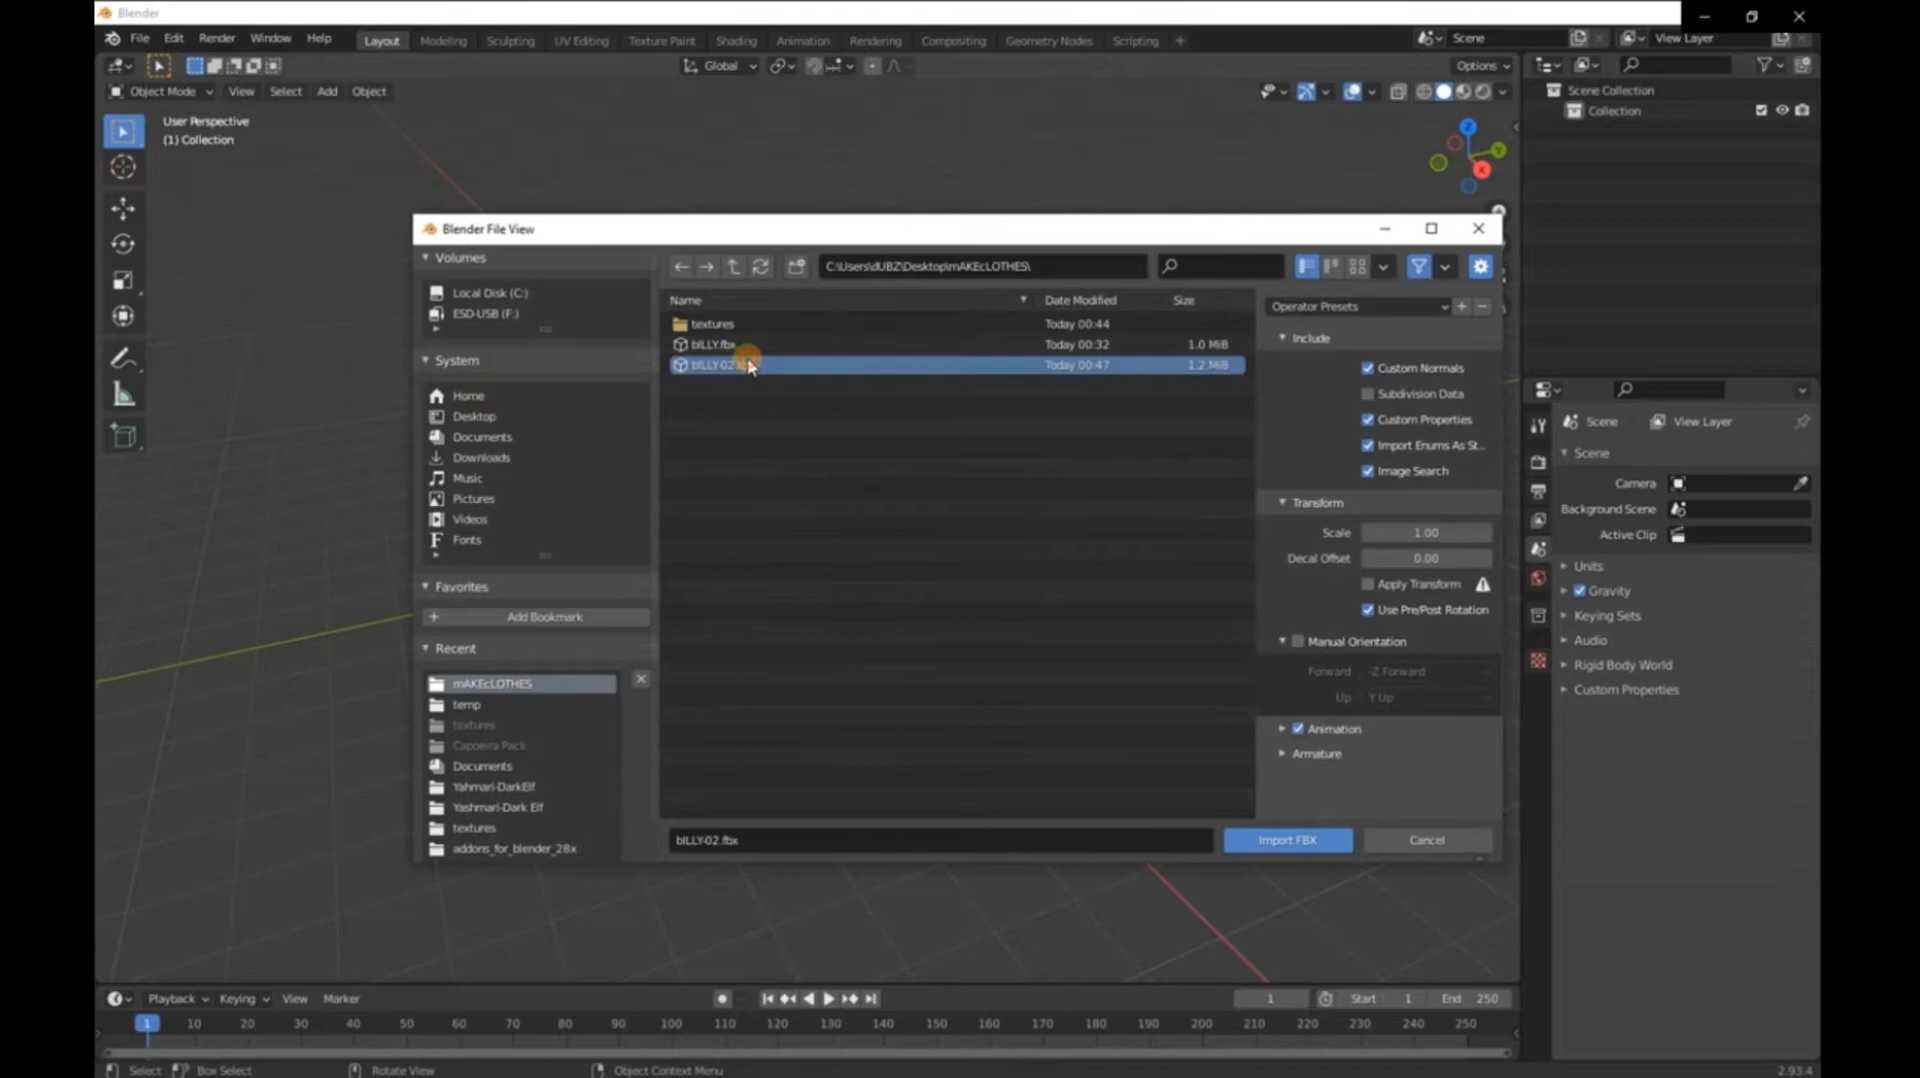 Blender
File Edit Render Window Help Layout Modeling Sculpting UV Editing Texture Paint Shading Animation Rendering Compositing Geometry Nodes Scripting + Scene View Layer
Global Options
Object Mode View Select Add Object
Scene Collection
Collection
User Perspective
(1) Collection
Z
Y
X
Blender File View
Volumes
Local Disk (C:)
ESD-USB (F:)
System
Home
Desktop
Documents
Downloads
Music
Pictures
Videos
Fonts
Favorites
Add Bookmark
Recent
mAKEcLOTHES
temp
textures
Capoeira Pack
Documents
Yahmari-DarkElf
Yashmari-Dark Elf
textures
addons_for_blender_28x
C:\Users\dUBZ\Desktop\mAKEcLOTHES\
Name Date Modified Size
textures Today 00:44
bILLY.fbx Today 00:32 1.0 MiB
bILLY-02 Today 00:47 1.2 MiB
bILLY-02.fbx
Operator Presets
Include
Custom Normals
Subdivision Data
Custom Properties
Import Enums As St...
Image Search
Transform
Scale 1.00
Decal Offset 0.00
Apply Transform
Use Pre/Post Rotation
Manual Orientation
Forward -Z Forward
Up Y Up
Animation
Armature
Import FBX Cancel
Scene View Layer
Scene
Camera
Background Scene
Active Clip
Units
Gravity
Keying Sets
Audio
Rigid Body World
Custom Properties
Playback Keying View Marker 1 Start 1 End 250
1 10 20 30 40 50 60 70 80 90 100 110 120 130 140 150 160 170 180 190 200 210 220 230 240 250
Select Box Select Rotate View Object Context Menu 2.93.4